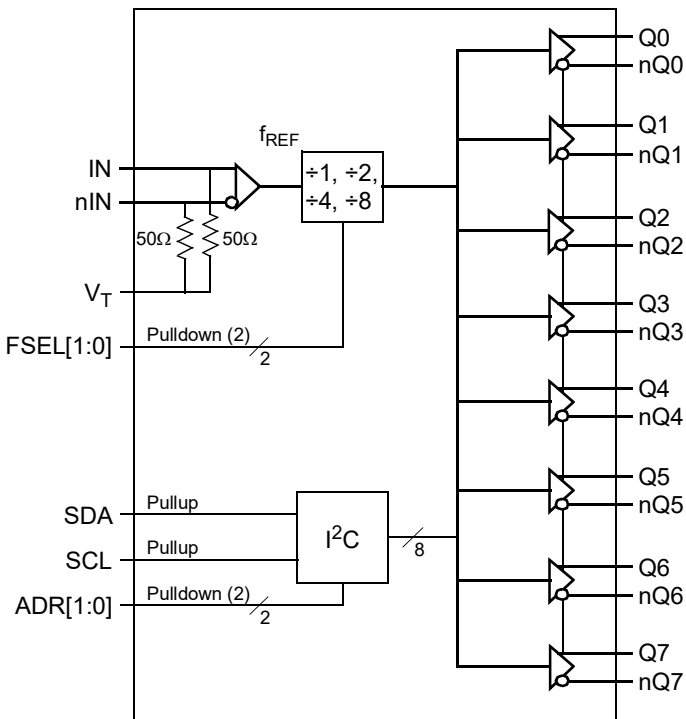 Q0
nQ0
Q1
nQ1
fREF
IN
÷1, ÷2,
÷4, ÷8
nIN
50Ω
50Ω
Q2
nQ2
VT
Q3
nQ3
FSEL[1:0]
Pulldown (2)
2
Q4
nQ4
Q5
nQ5
SDA
Pullup
I²C
8
SCL
Pullup
Q6
nQ6
ADR[1:0]
Pulldown (2)
2
Q7
nQ7